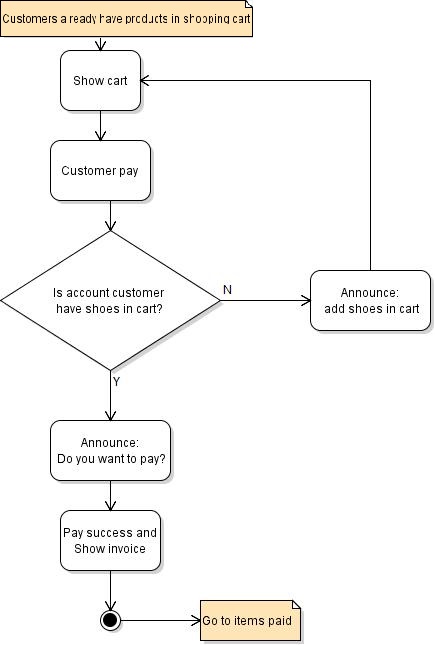 Customers a ready have products in shopping cart
Show cart
Customer pay
Is account customer
have shoes in cart?
N
Announce:
add shoes in cart
Y
Announce:
Do you want to pay?
Pay success and
Show invoice
Go to items paid